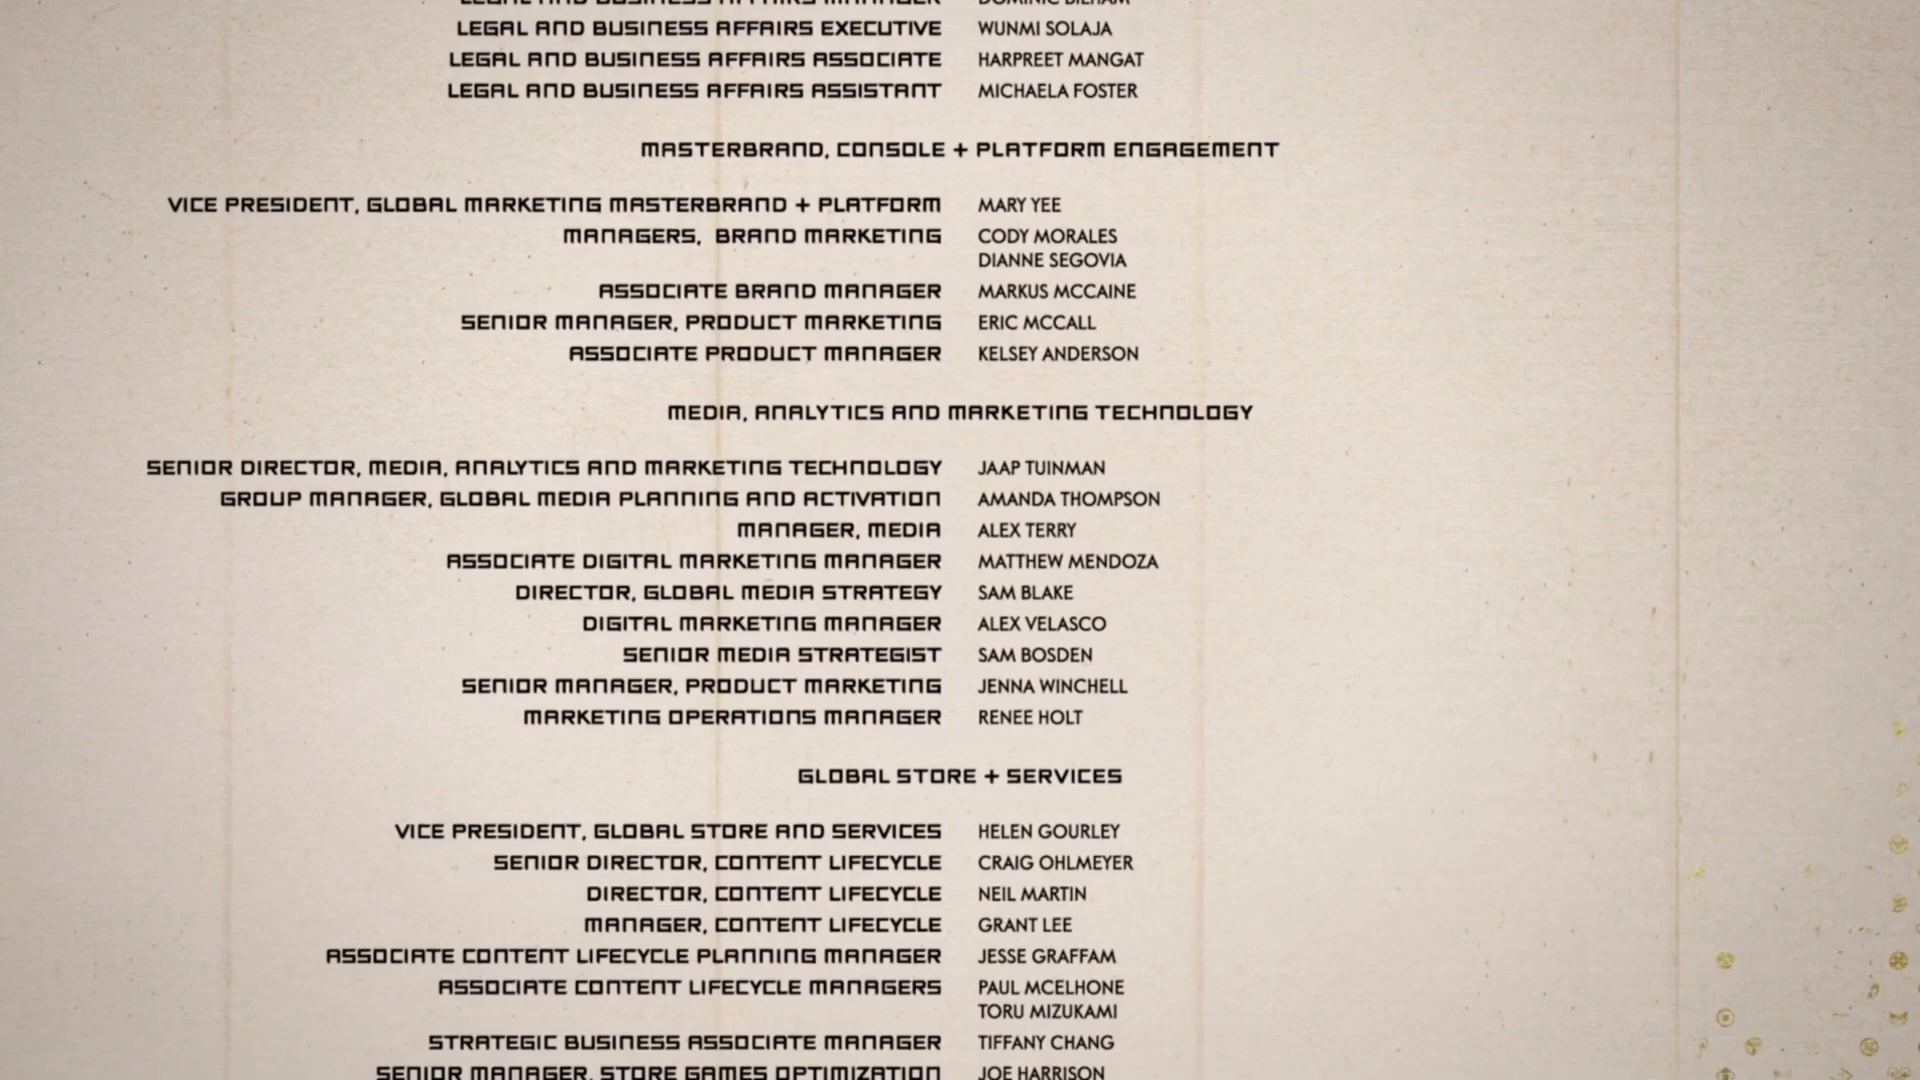 LEGAL AND BUSINESS AFFAIRS MANAGER DOMINIC BILHAM
LEGAL AND BUSINESS AFFAIRS EXECUTIVE WUNMI SOLAJA
LEGAL AND BUSINESS AFFAIRS ASSOCIATE HARPREET MANGAT
LEGAL AND BUSINESS AFFAIRS ASSISTANT MICHAELA FOSTER
MASTERBRAND, CONSOLE + PLATFORM ENGAGEMENT
VICE PRESIDENT, GLOBAL MARKETING MASTERBRAND + PLATFORM MARY YEE
MANAGERS, BRAND MARKETING CODY MORALES
DIANNE SEGOVIA
ASSOCIATE BRAND MANAGER MARKUS MCCAINE
SENIOR MANAGER, PRODUCT MARKETING ERIC MCCALL
ASSOCIATE PRODUCT MANAGER KELSEY ANDERSON
MEDIA, ANALYTICS AND MARKETING TECHNOLOGY
SENIOR DIRECTOR, MEDIA, ANALYTICS AND MARKETING TECHNOLOGY JAAP TUINMAN
GROUP MANAGER, GLOBAL MEDIA PLANNING AND ACTIVATION AMANDA THOMPSON
MANAGER, MEDIA ALEX TERRY
ASSOCIATE DIGITAL MARKETING MANAGER MATTHEW MENDOZA
DIRECTOR, GLOBAL MEDIA STRATEGY SAM BLAKE
DIGITAL MARKETING MANAGER ALEX VELASCO
SENIOR MEDIA STRATEGIST SAM BOSDEN
SENIOR MANAGER, PRODUCT MARKETING JENNA WINCHELL
MARKETING OPERATIONS MANAGER RENEE HOLT
GLOBAL STORE + SERVICES
VICE PRESIDENT, GLOBAL STORE AND SERVICES HELEN GOURLEY
SENIOR DIRECTOR, CONTENT LIFECYCLE CRAIG OHLMEYER
DIRECTOR, CONTENT LIFECYCLE NEIL MARTIN
MANAGER, CONTENT LIFECYCLE GRANT LEE
ASSOCIATE CONTENT LIFECYCLE PLANNING MANAGER JESSE GRAFFAM
ASSOCIATE CONTENT LIFECYCLE MANAGERS PAUL MCELHONE
TORU MIZUKAMI
STRATEGIC BUSINESS ASSOCIATE MANAGER TIFFANY CHANG
SENIOR MANAGER, STORE GAMES OPTIMIZATION JOE HARRISON